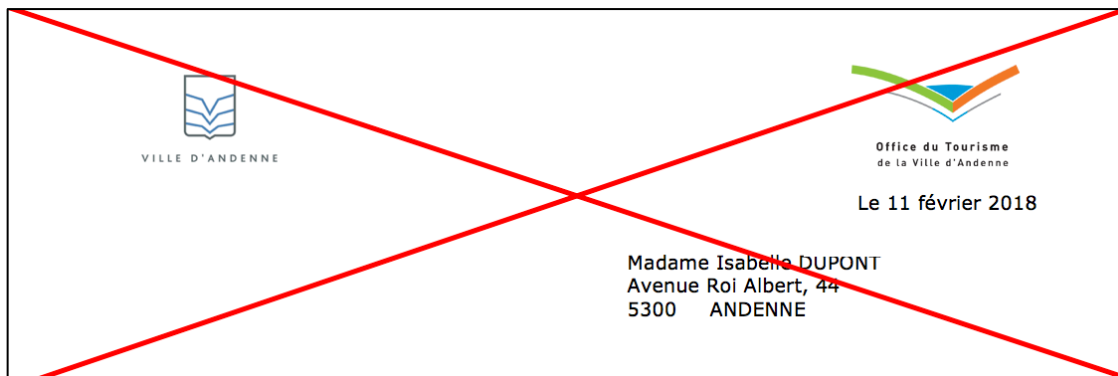 VILLE D'ANDENNE
Office du Tourisme
de la Ville d'Andenne
Le 11 février 2018
Madame Isabelle DUPONT
Avenue Roi Albert, 44
5300 ANDENNE